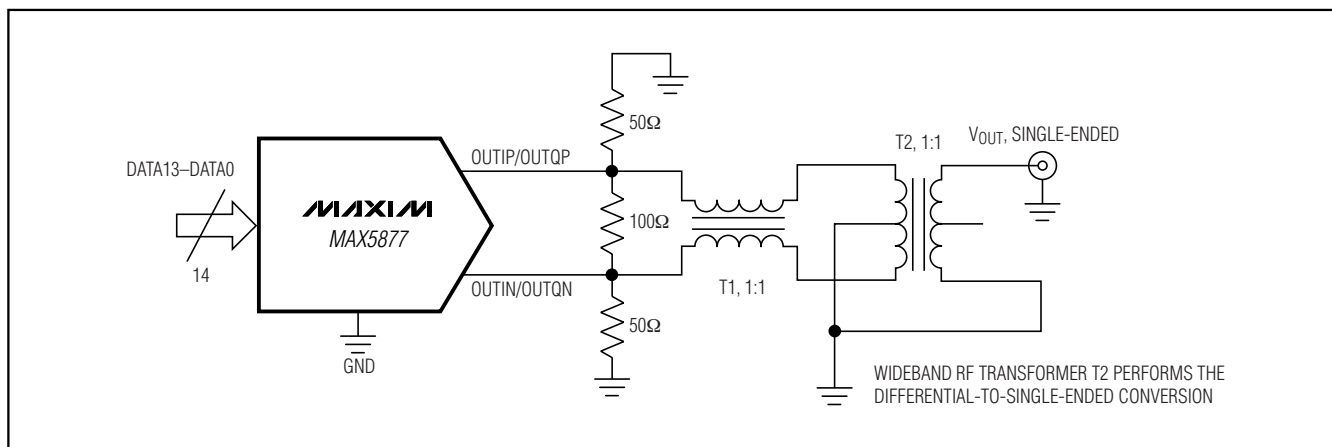 50Ω
T2, 1:1
V_OUT, SINGLE-ENDED
DATA13–DATA0
OUTIP/OUTQP
MAXIM
MAX5877
100Ω
14
OUTIN/OUTQN
T1, 1:1
50Ω
GND
WIDEBAND RF TRANSFORMER T2 PERFORMS THE
DIFFERENTIAL-TO-SINGLE-ENDED CONVERSION